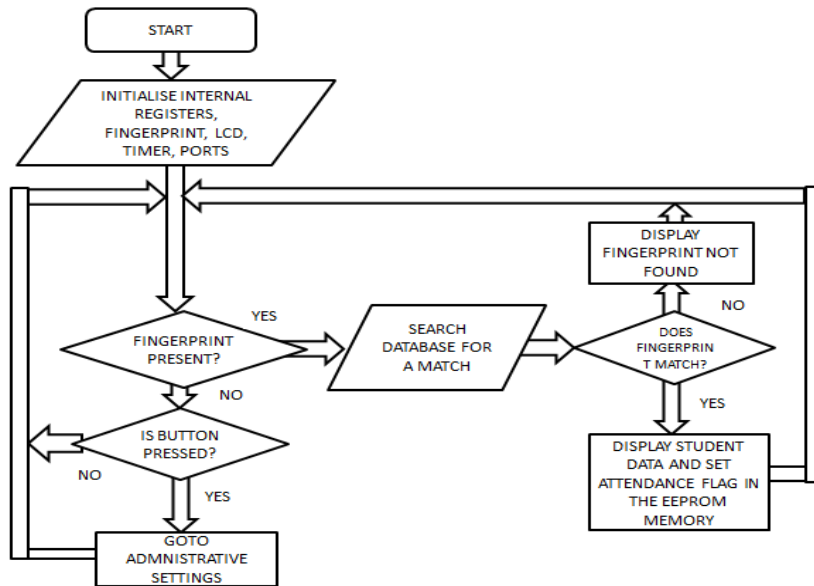 START
INITIALISE INTERNAL
REGISTERS,
FINGERPRINT, LCD,
TIMER, PORTS
DISPLAY
FINGERPRINT NOT
FOUND
YES
NO
FINGERPRINT
PRESENT?
SEARCH
DATABASE FOR
A MATCH
DOES
FINGERPRIN
T MATCH?
NO
YES
IS BUTTON
PRESSED?
NO
YES
DISPLAY STUDENT
DATA AND SET
ATTENDANCE FLAG IN
THE EEPROM
MEMORY
GOTO
ADMNISTRATIVE
SETTINGS